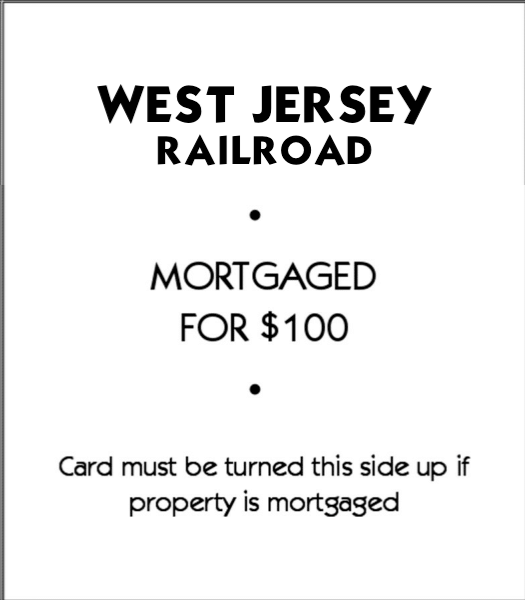 WEST JERSEY
RAILROAD
•
MORTGAGED
FOR $100
•
Card must be turned this side up if
property is mortgaged